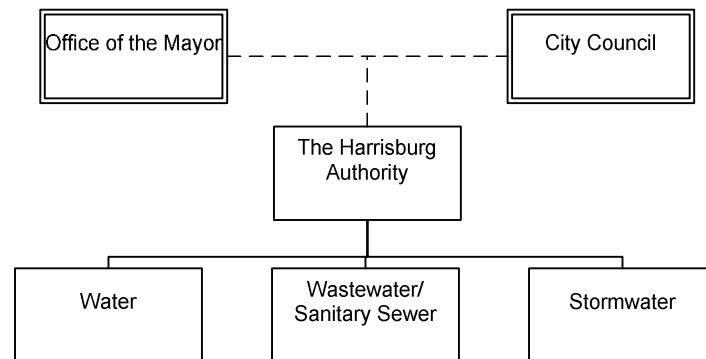 Office of the Mayor
City Council
The Harrisburg
Authority
Water
Wastewater/
Sanitary Sewer
Stormwater